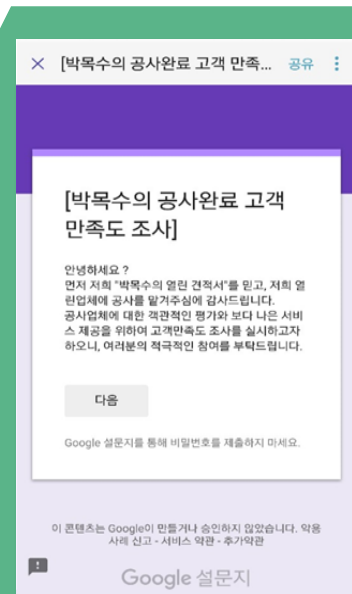 [박목수의 공사완료 고객 만족... 공유
[박목수의 공사완료 고객
만족도 조사]
안녕하세요 ?
먼저 저희 "박목수의 열린 견적서"를 믿고, 저희 열
린업체에 공사를 맡겨주심에 감사드립니다.
공사업체에 대한 객관적인 평가와 보다 나은 서비
스 제공을 위하여 고객만족도 조사를 실시하고자
하오니, 여러분의 적극적인 참여를 부탁드립니다.
다음
Google 설문지를 통해 비밀번호를 제출하지 마세요.
이 콘텐츠는 Google이 만들거나 승인하지 않았습니다. 악용
사례 신고 - 서비스 약관 - 추가약관
Google 설문지